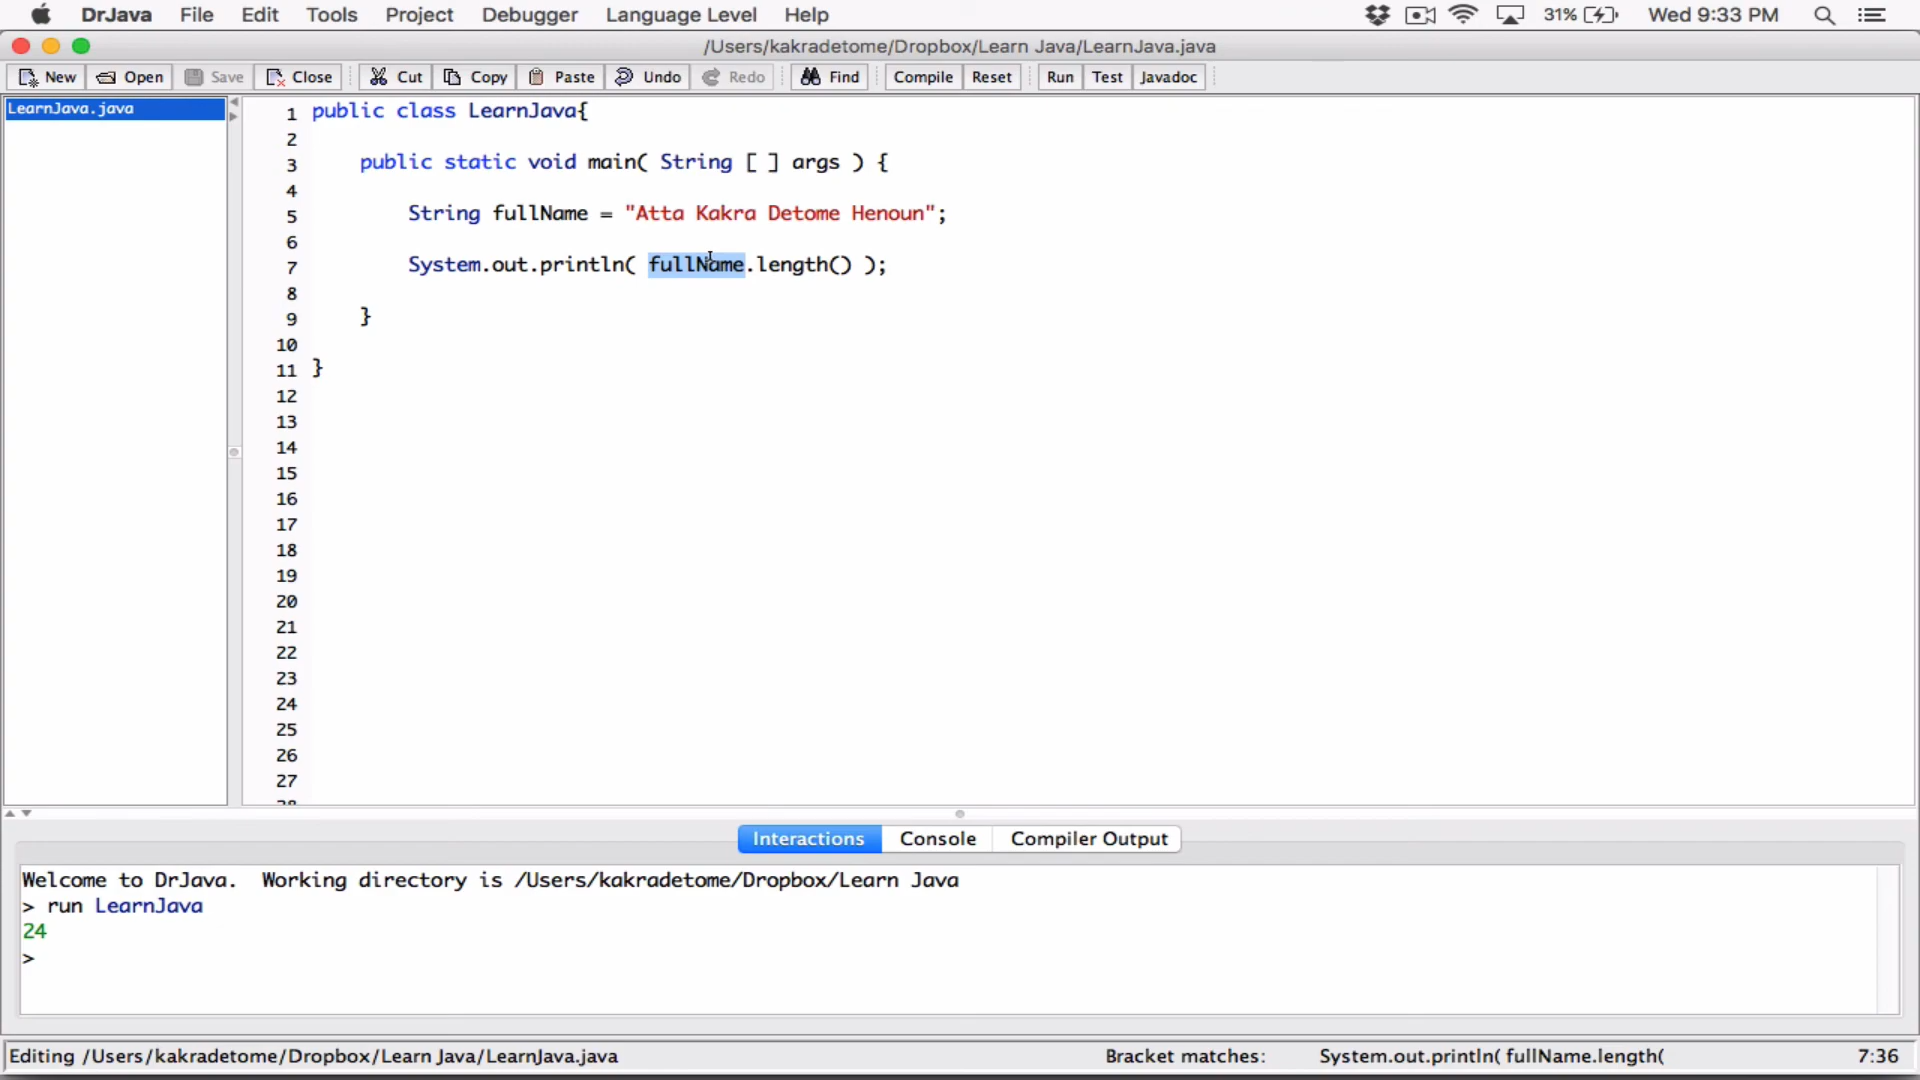 DrJava File Edit Tools Project Debugger Language Level Help 31% Wed 9:33 PM
/Users/kakradetome/Dropbox/Learn Java/LearnJava.java
New Open Save Close Cut Copy Paste Undo Redo Find Compile Reset Run Test Javadoc
LearnJava.java
1 public class LearnJava{
2
3 public static void main( String [ ] args ) {
4
5 String fullName = "Atta Kakra Detome Henoun";
6
7 System.out.println( fullName.length() );
8
9 }
10
11 }
12
13
14
15
16
17
18
19
20
21
22
23
24
25
26
27
28
Interactions Console Compiler Output
Welcome to DrJava. Working directory is /Users/kakradetome/Dropbox/Learn Java
> run LearnJava
24
>
Editing /Users/kakradetome/Dropbox/Learn Java/LearnJava.java Bracket matches: System.out.println( fullName.length( 7:36